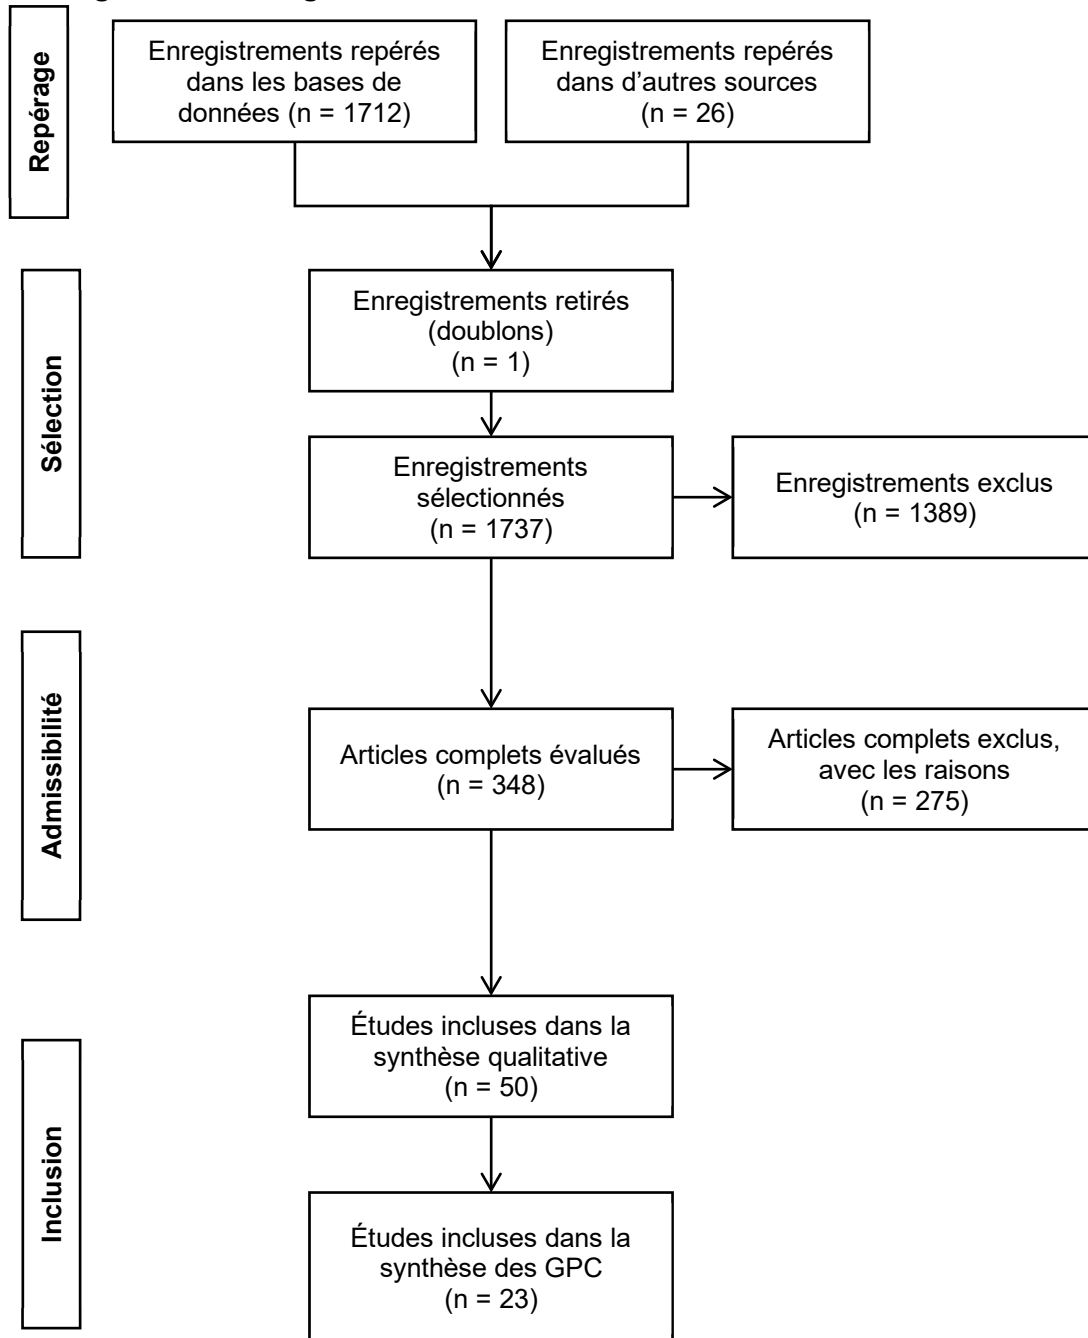 Repérage
Enregistrements repérés
dans les bases de
données (n = 1712)
Enregistrements repérés
dans d'autres sources
(n = 26)
Sélection
Enregistrements retirés
(doublons)
(n = 1)
Enregistrements
sélectionnés
(n = 1737)
Enregistrements exclus
(n = 1389)
Admissibilité
Articles complets évalués
(n = 348)
Articles complets exclus,
avec les raisons
(n = 275)
Inclusion
Études incluses dans la
synthèse qualitative
(n = 50)
Études incluses dans la
synthèse des GPC
(n = 23)